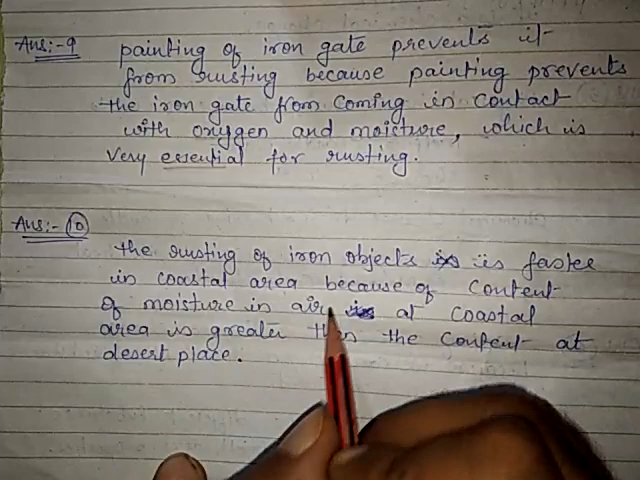 Ans:- 9 painting of iron gate prevents it
from rusting because painting prevents
the iron gate from coming in contact
with oxygen and moisture, which is
very essential for rusting.
Ans:- 10
the rusting of iron objects is faster
in coastal area because of content
of moisture in air at coastal
area is greater then the content at
desert place.